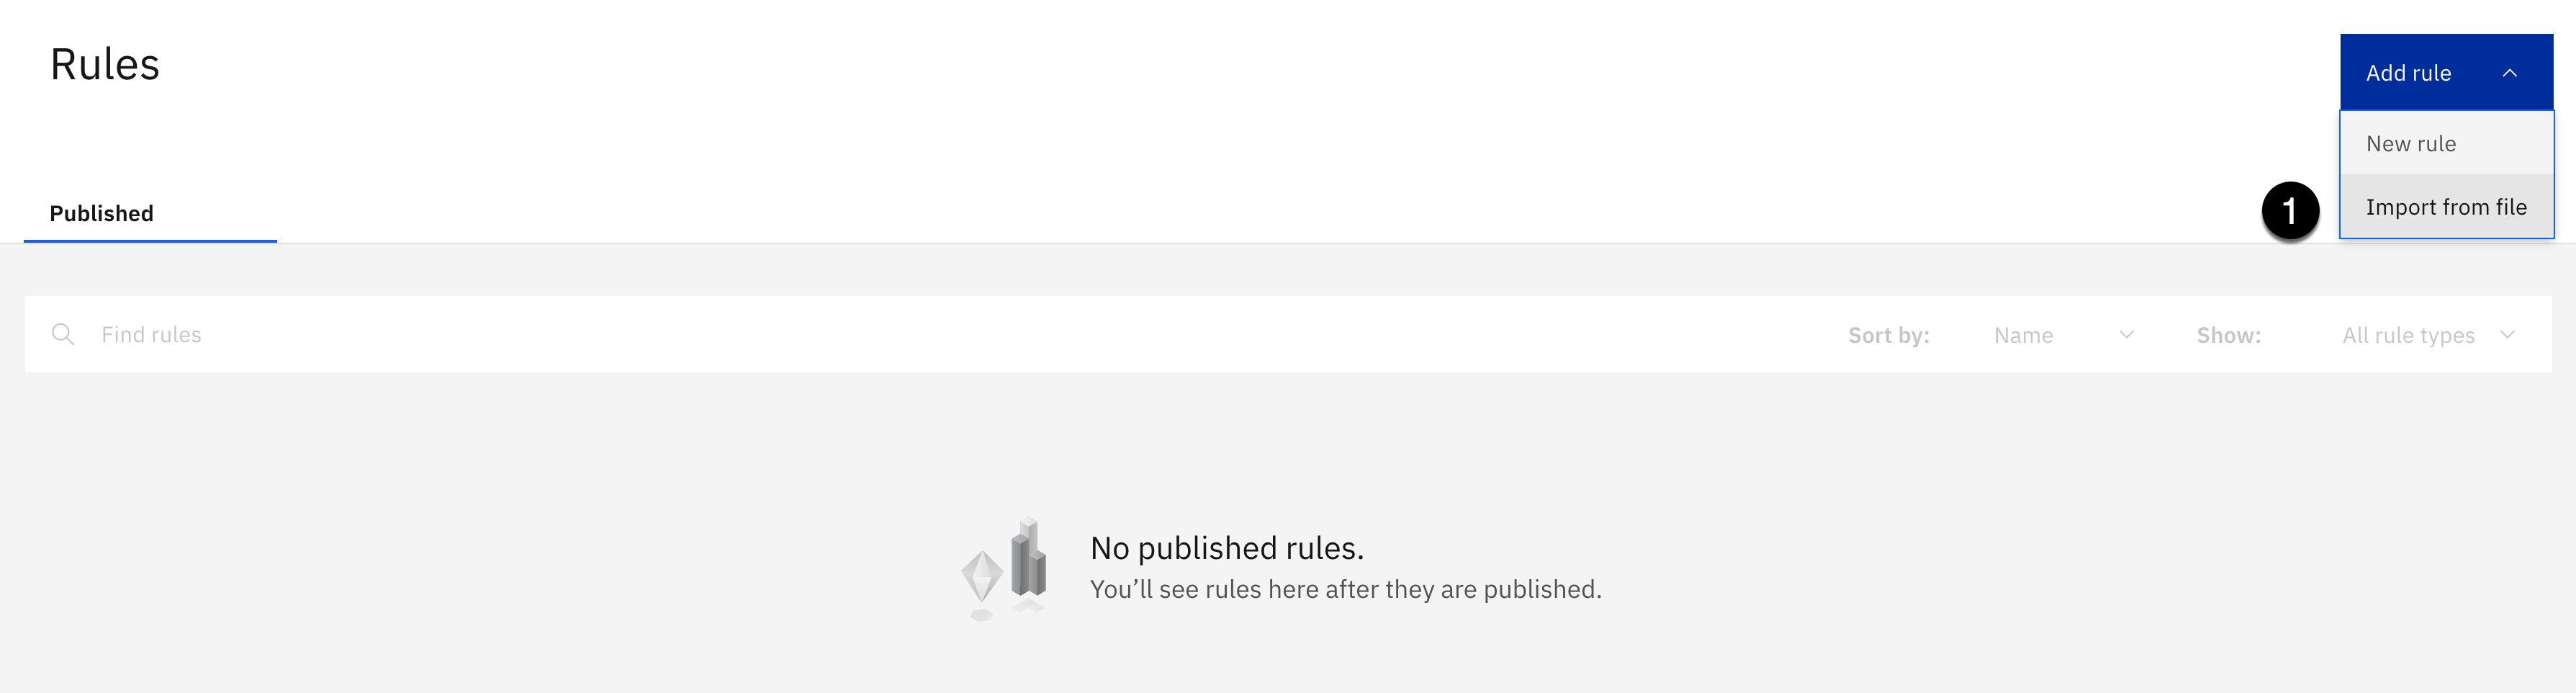 Rules
Add rule
New rule
Import from file
1
Published
Find rules
Sort by: Name Show: All rule types
No published rules.
You’ll see rules here after they are published.